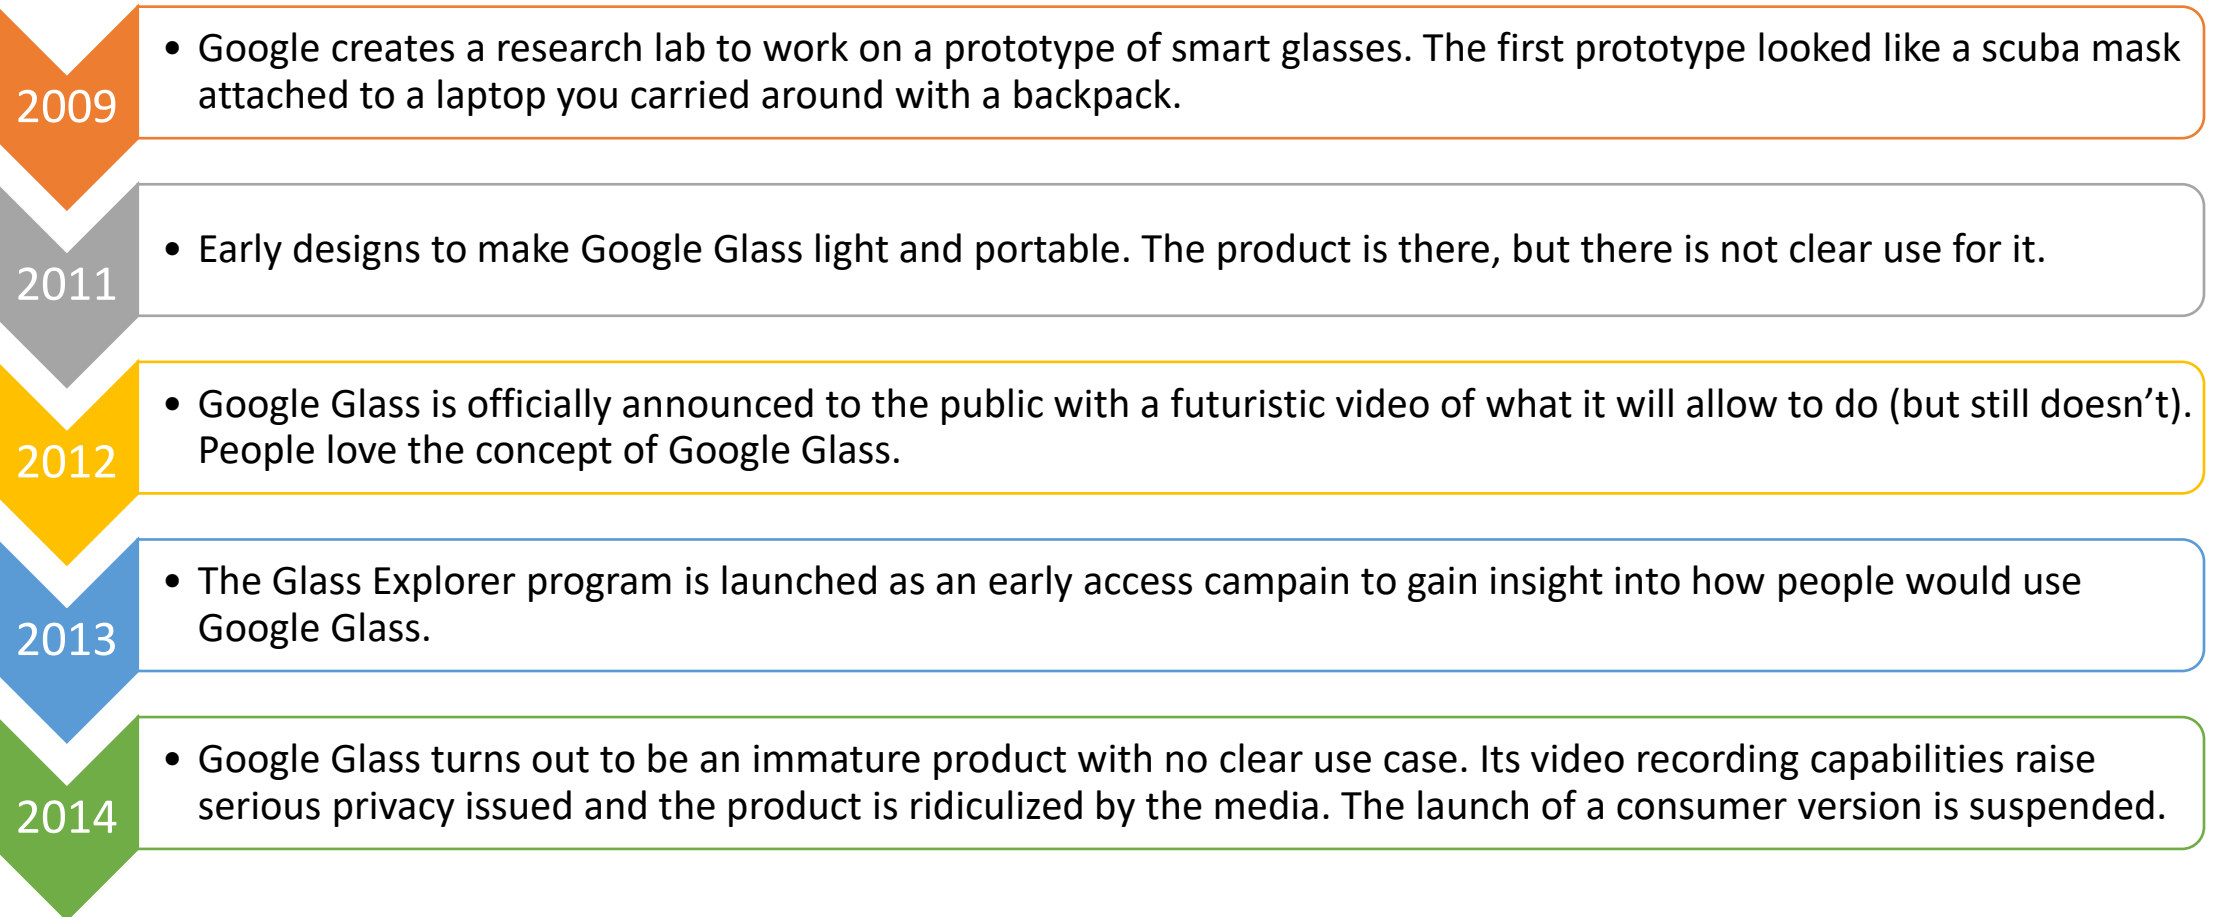 2009
• Google creates a research lab to work on a prototype of smart glasses. The first prototype looked like a scuba mask
attached to a laptop you carried around with a backpack.
2011
• Early designs to make Google Glass light and portable. The product is there, but there is not clear use for it.
2012
• Google Glass is officially announced to the public with a futuristic video of what it will allow to do (but still doesn’t).
People love the concept of Google Glass.
2013
• The Glass Explorer program is launched as an early access campain to gain insight into how people would use
Google Glass.
2014
• Google Glass turns out to be an immature product with no clear use case. Its video recording capabilities raise
serious privacy issued and the product is ridiculized by the media. The launch of a consumer version is suspended.